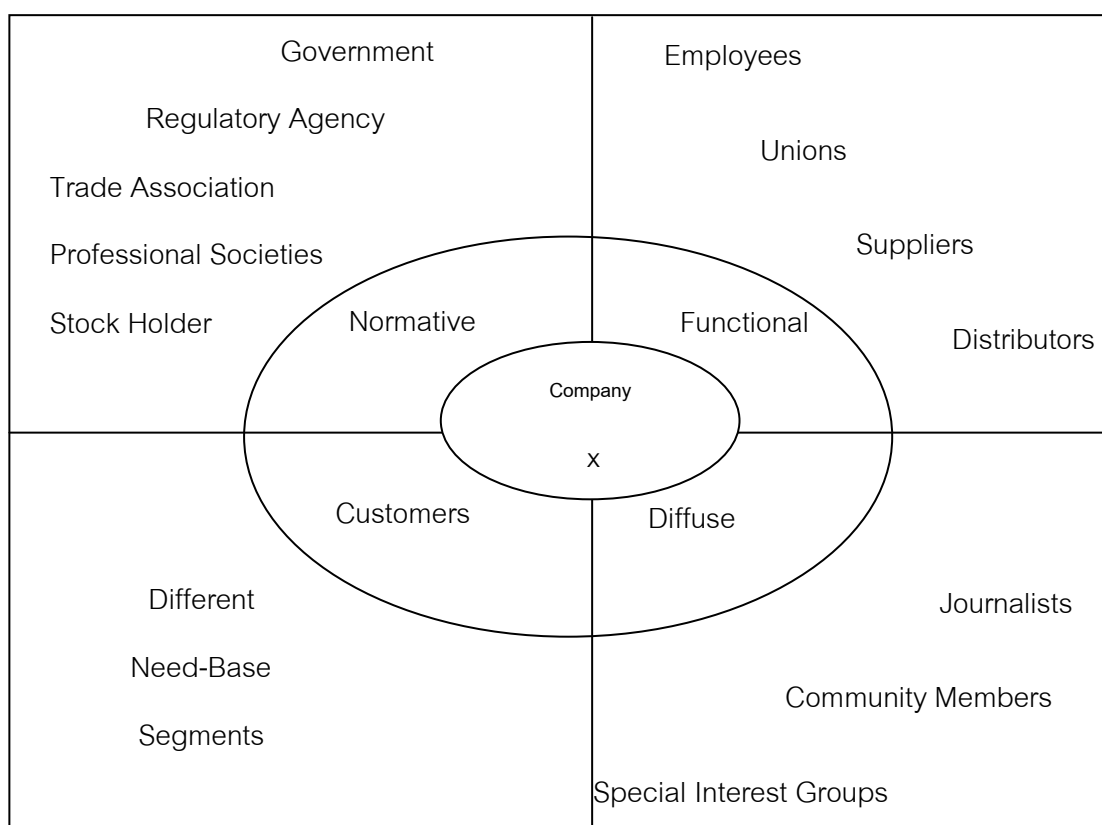 Government
Regulatory Agency
Trade Association
Professional Societies
Stock Holder
Normative
Employees
Unions
Suppliers
Distributors
Functional
Company
x
Customers
Different
Need-Base
Segments
Diffuse
Journalists
Community Members
Special Interest Groups